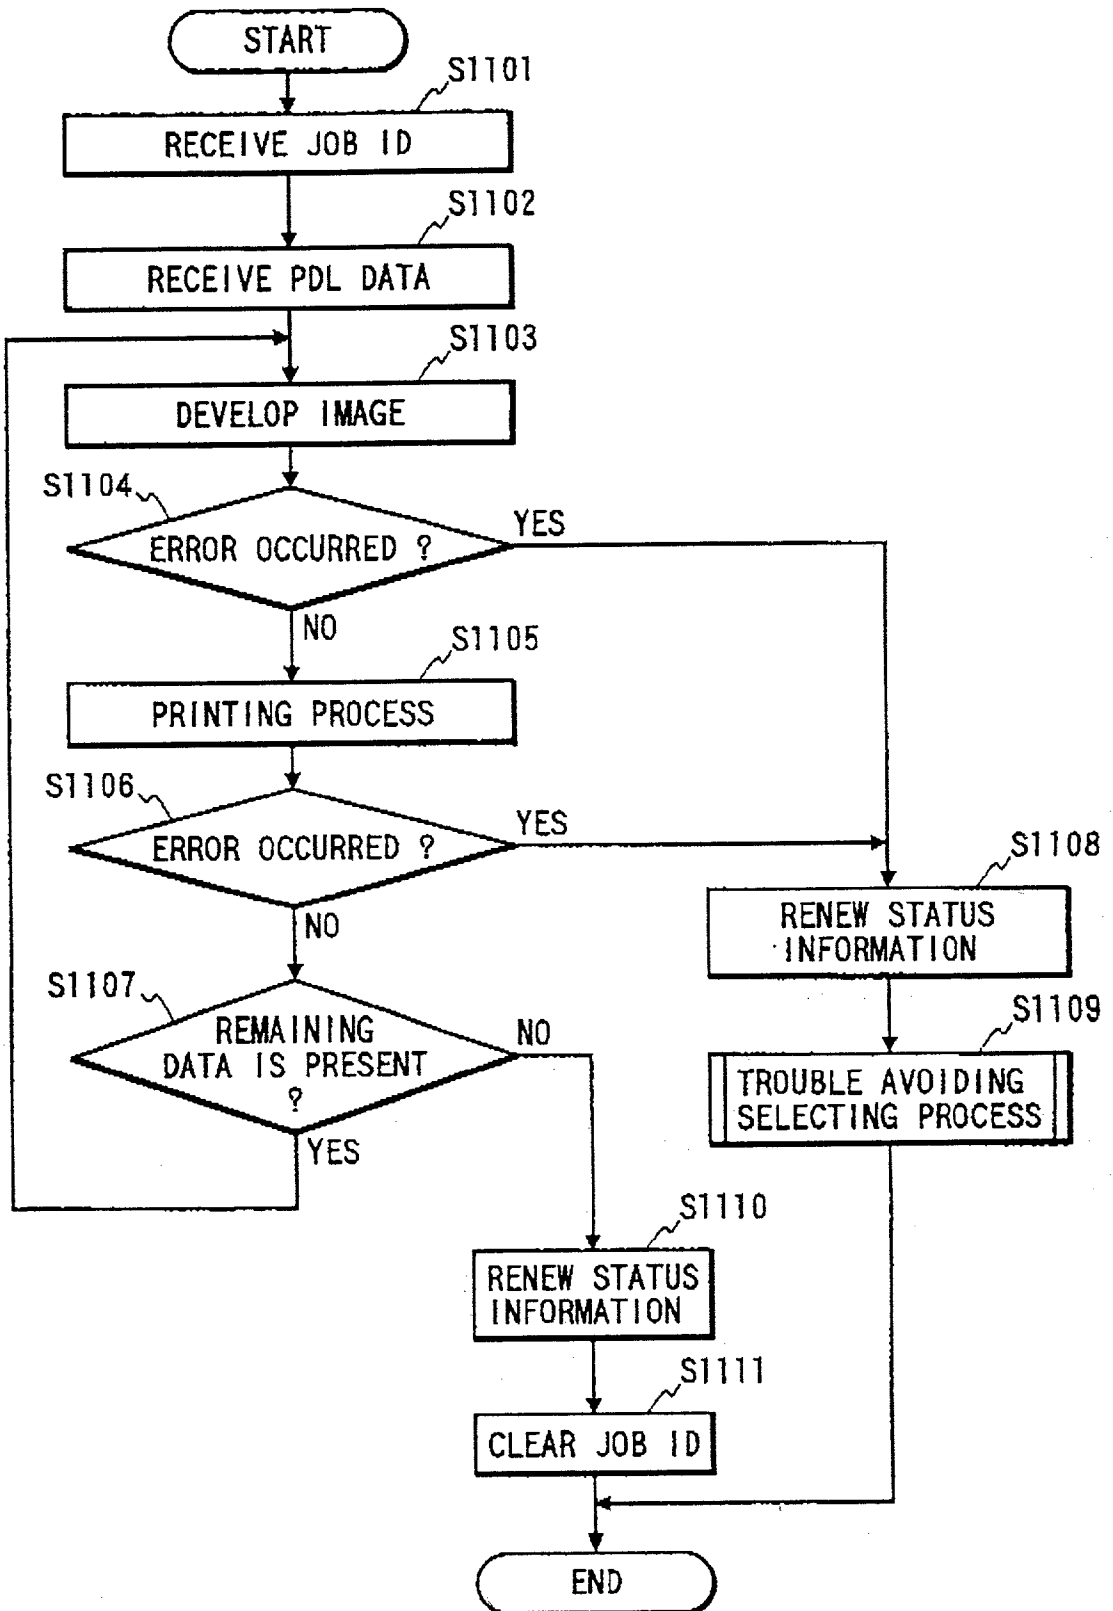 START
S1101
RECEIVE JOB ID
S1102
RECEIVE PDL DATA
S1103
DEVELOP IMAGE
S1104
ERROR OCCURRED ?
YES
NO
S1105
PRINTING PROCESS
S1106
ERROR OCCURRED ?
YES
NO
S1107
REMAINING
DATA IS PRESENT
?
NO
YES
S1108
RENEW STATUS
INFORMATION
S1109
TROUBLE AVOIDING
SELECTING PROCESS
S1110
RENEW STATUS
INFORMATION
S1111
CLEAR JOB ID
END